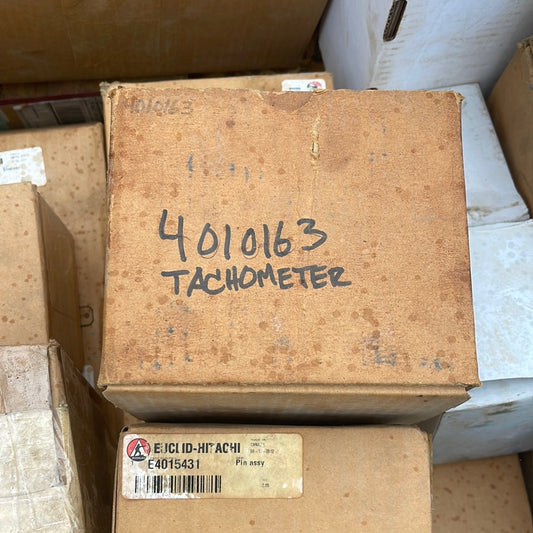 4010163
4010163
TACHOMETER
EUCLID-HITACHI
E4015431
Pin assy